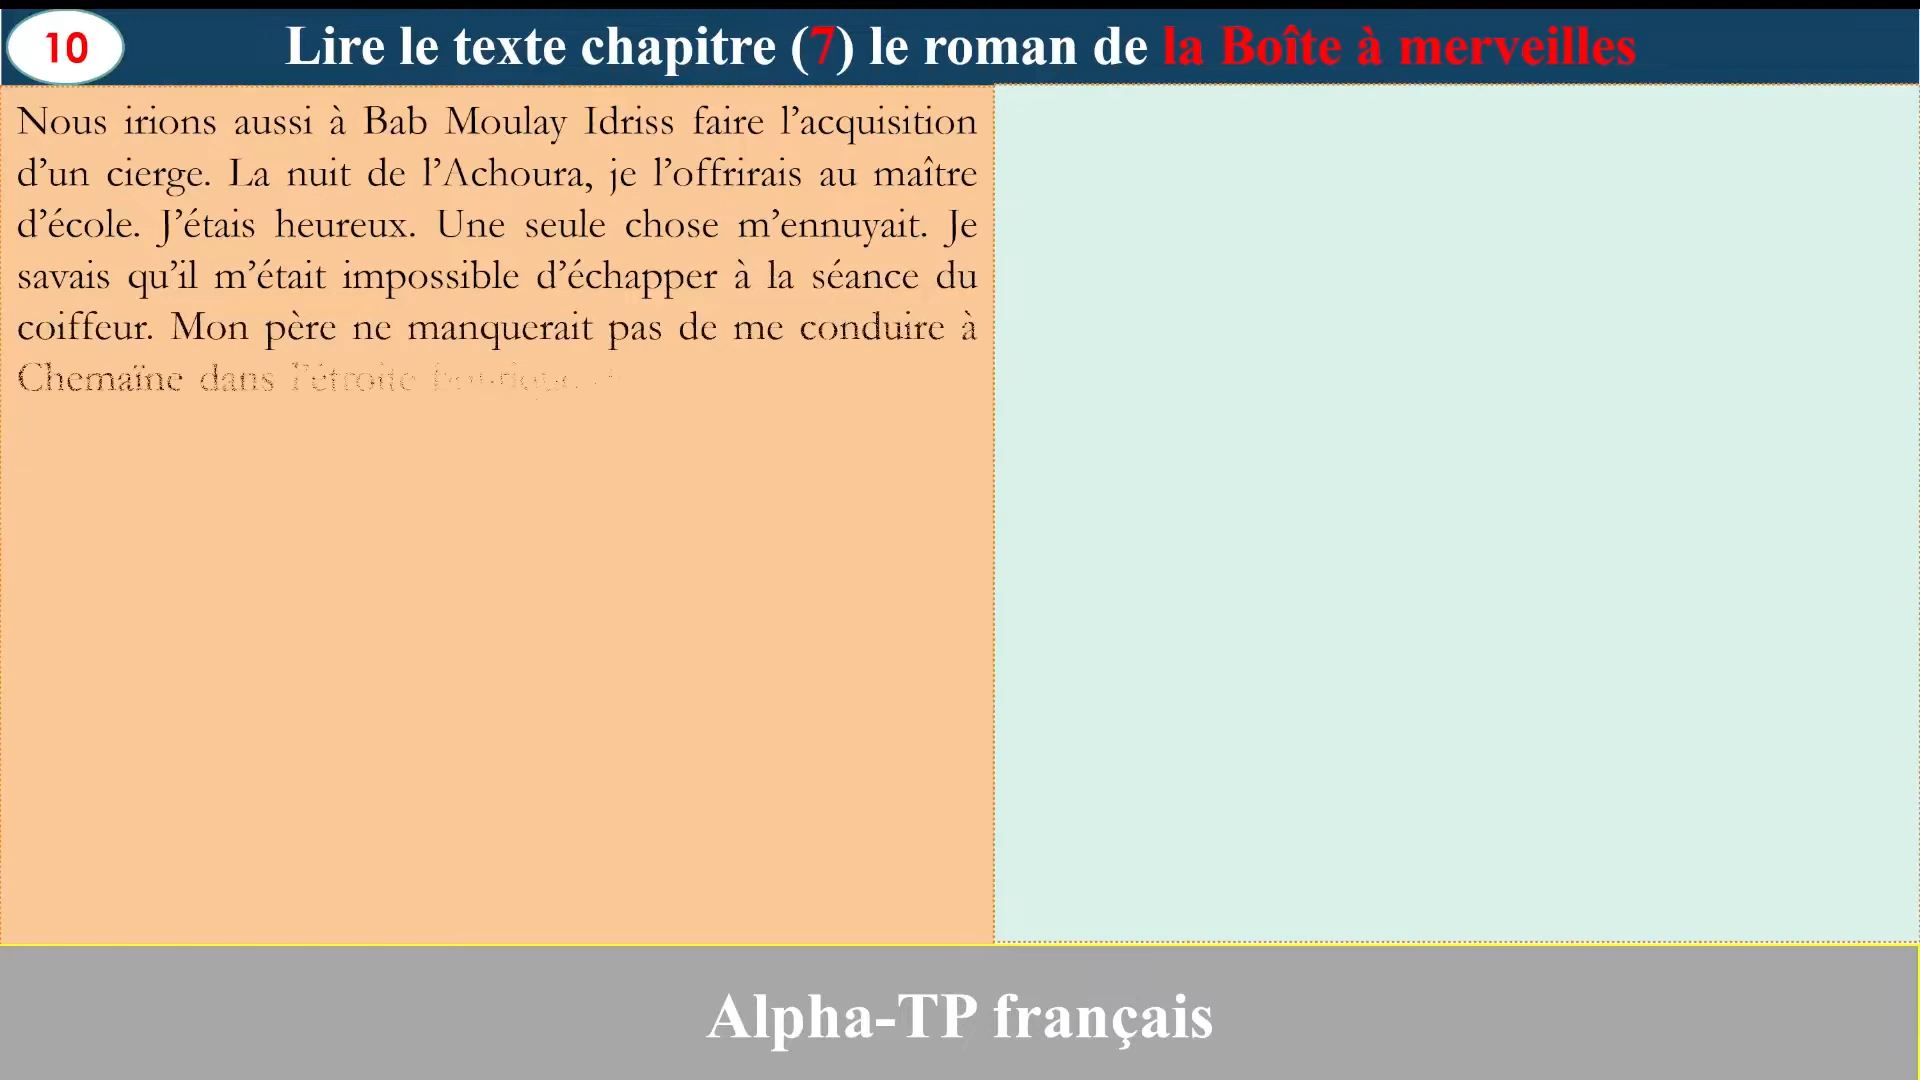 10
Lire le texte chapitre (7) le roman de la Boîte à merveilles
Nous irions aussi à Bab Moulay Idriss faire l’acquisition
d’un cierge. La nuit de l’Achoura, je l’offrirais au maître
d’école. J’étais heureux. Une seule chose m’ennuyait. Je
savais qu’il m’était impossible d’échapper à la séance du
coiffeur. Mon père ne manquerait pas de me conduire à
Chemaïne dans l’étroite
Alpha-TP français